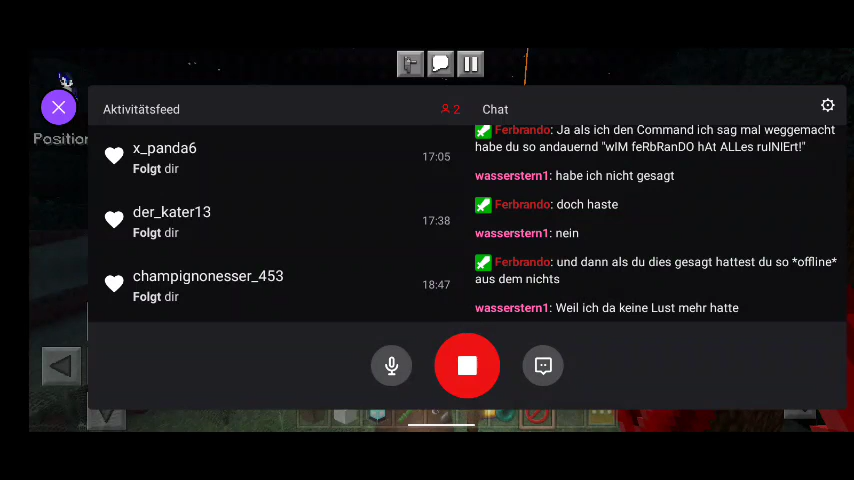 Position
Aktivitätsfeed
2
x_panda6
Folgt dir
17:05
der_kater13
Folgt dir
17:38
champignonesser_453
Folgt dir
18:47
Chat
Ferbrando: Ja als ich den Command ich sag mal weggemacht
habe du so andauernd "wIM feRbRanDO hAt ALLes ruINIErt!"
wasserstern1: habe ich nicht gesagt
Ferbrando: doch haste
wasserstern1: nein
Ferbrando: und dann als du dies gesagt hattest du so *offline*
aus dem nichts
wasserstern1: Weil ich da keine Lust mehr hatte